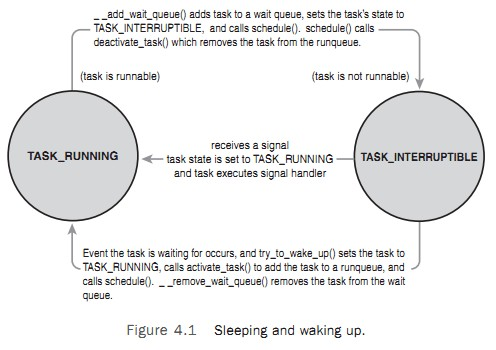 _ _add_wait_queue() adds task to a wait queue, sets the task's state to
TASK_INTERRUPTIBLE, and calls schedule(). schedule() calls
deactivate_task() which removes the task from the runqueue.
(task is runnable)
(task is not runnable)
TASK_RUNNING
receives a signal
task state is set to TASK_RUNNING
and task executes signal handler
TASK_INTERRUPTIBLE
Event the task is waiting for occurs, and try_to_wake_up() sets the task to
TASK_RUNNING, calls activate_task() to add the task to a runqueue, and
calls schedule(). _ _remove_wait_queue() removes the task from the wait
queue.
Figure 4.1 Sleeping and waking up.